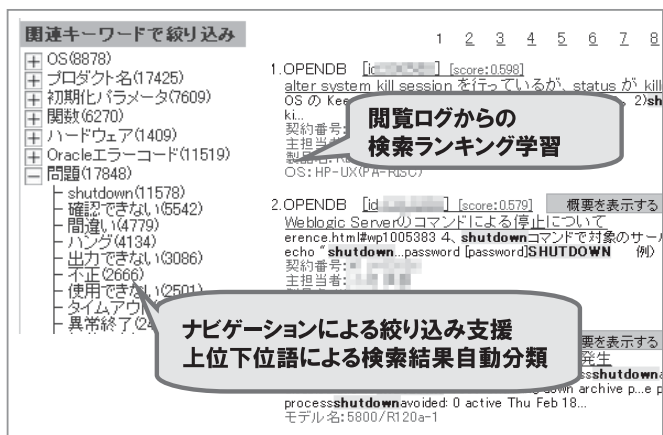 関連キーワードで絞り込み
OS(8878)
プロダクト名(17425)
初期化パラメータ(7609)
関数(6270)
ハードウェア(1409)
Oracleエラーコード(11519)
問題(17848)
shutdown(11578)
確認できない(5542)
間違い(4779)
ハング(4134)
出力できない(3086)
不正(2666)
使用できない(2501)
タイムアウ
異常終了(24
1 2 3 4 5 6 7 8
1.OPENDB [id [score:0.598]
alter system kill session を行っているが、status が kill
OS の Kee 2)sh
ki...
契約番号:
主担当者:
製品名:
OS: HP-UX(PA-RISC)
閲覧ログからの
検索ランキング学習
2.OPENDB [id [score:0.579] 概要を表示する
Weblogic Serverのコマンドによる停止について
erence.html#wp1005383 4、shutdownコマンドで対象のサー
echo "shutdown...password [password]SHUTDOWN 例)
契約番号:
主担当者:
ナビゲーションによる絞り込み支援
上位下位語による検索結果自動分類
要を表示する
発生
ssshutdowna
down archive p...e p
processshutdownavoided: 0 active Thu Feb 18...
モデル名:5800/R120a-1